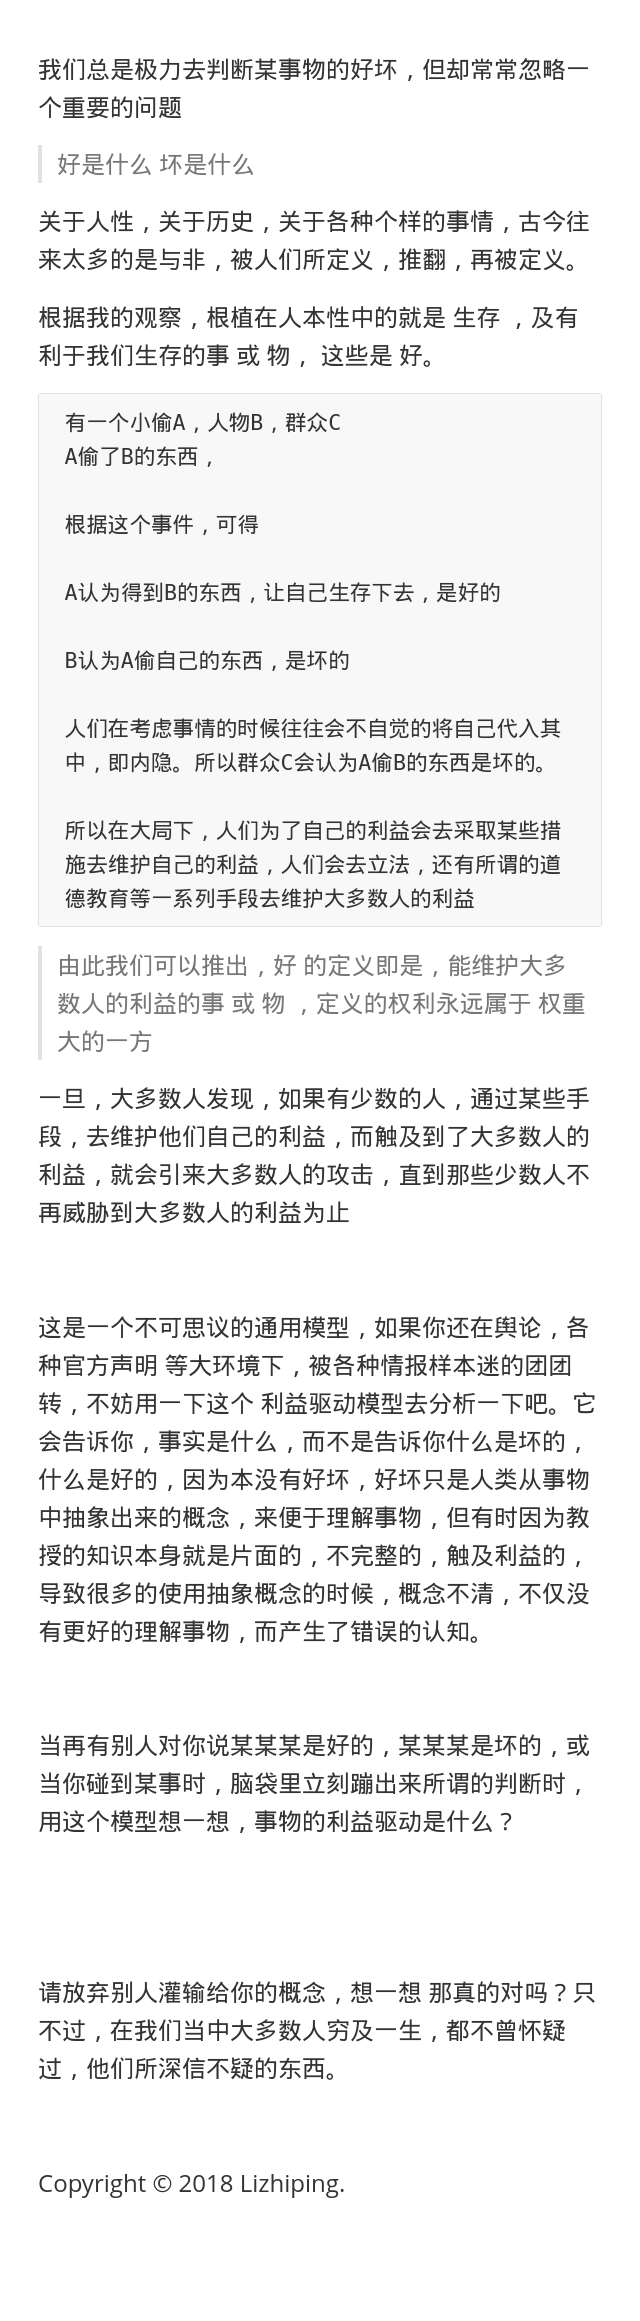 我们总是极力去判断某事物的好坏，但却常常忽略一
个重要的问题
好是什么 坏是什么
关于人性，关于历史，关于各种个样的事情，古今往
来太多的是与非，被人们所定义，推翻，再被定义。
根据我的观察，根植在人本性中的就是 生存 ，及有
利于我们生存的事 或 物， 这些是 好。
有一个小偷A，人物B，群众C
A偷了B的东西，
根据这个事件，可得
A认为得到B的东西，让自己生存下去，是好的
B认为A偷自己的东西，是坏的
人们在考虑事情的时候往往会不自觉的将自己代入其
中，即内隐。所以群众C会认为A偷B的东西是坏的。
所以在大局下，人们为了自己的利益会去采取某些措
施去维护自己的利益，人们会去立法，还有所谓的道
德教育等一系列手段去维护大多数人的利益
由此我们可以推出，好 的定义即是，能维护大多
数人的利益的事 或 物 ，定义的权利永远属于 权重
大的一方
一旦，大多数人发现，如果有少数的人，通过某些手
段，去维护他们自己的利益，而触及到了大多数人的
利益，就会引来大多数人的攻击，直到那些少数人不
再威胁到大多数人的利益为止
这是一个不可思议的通用模型，如果你还在舆论，各
种官方声明 等大环境下，被各种情报样本迷的团团
转，不妨用一下这个 利益驱动模型去分析一下吧。它
会告诉你，事实是什么，而不是告诉你什么是坏的，
什么是好的，因为本没有好坏，好坏只是人类从事物
中抽象出来的概念，来便于理解事物，但有时因为教
授的知识本身就是片面的，不完整的，触及利益的，
导致很多的使用抽象概念的时候，概念不清，不仅没
有更好的理解事物，而产生了错误的认知。
当再有别人对你说某某某是好的，某某某是坏的，或
当你碰到某事时，脑袋里立刻蹦出来所谓的判断时，
用这个模型想一想，事物的利益驱动是什么？
请放弃别人灌输给你的概念，想一想 那真的对吗？只
不过，在我们当中大多数人穷及一生，都不曾怀疑
过，他们所深信不疑的东西。
Copyright © 2018 Lizhiping.